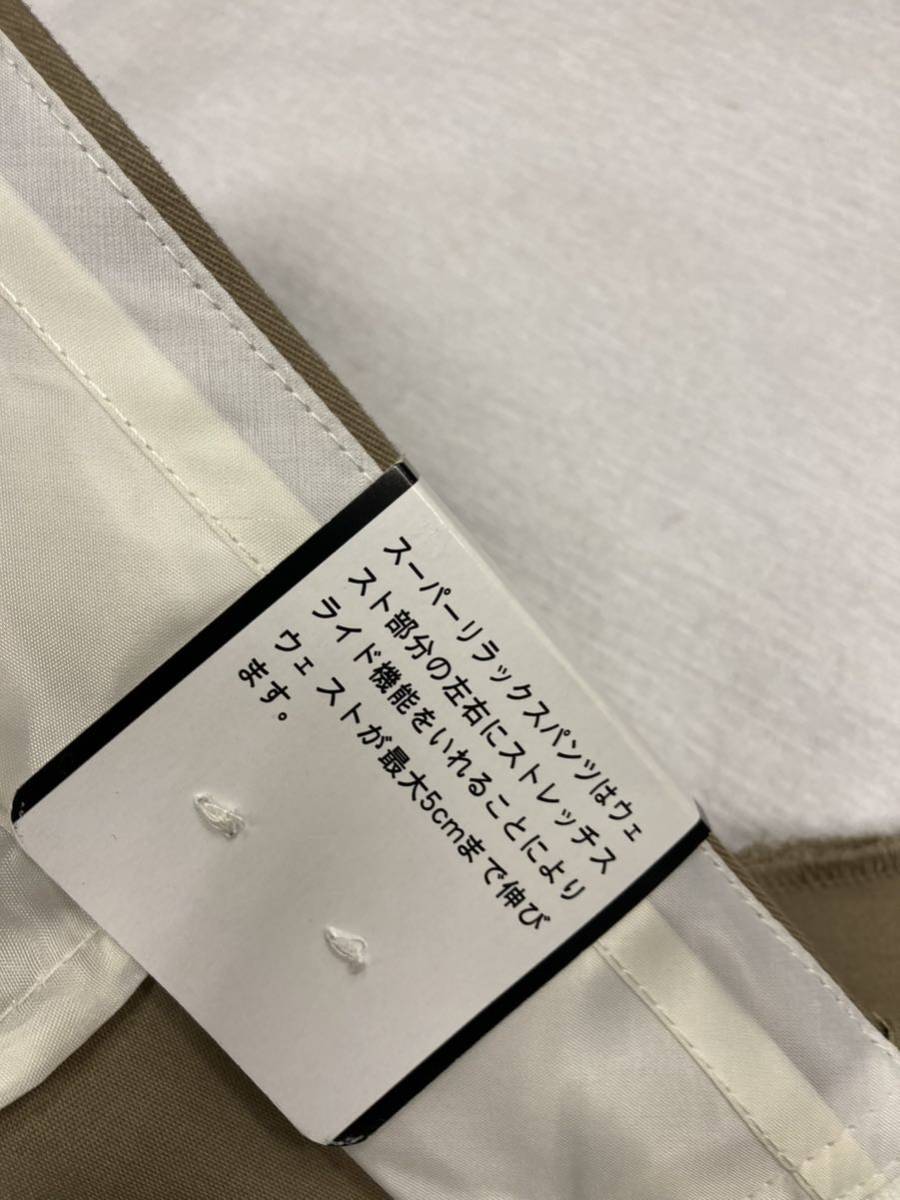 スーパーリラックスパンツはウェ
スト部分の左右にストレッチス
ライド機能をいれることにより
ウェストが最大5cmまで伸び
ます。